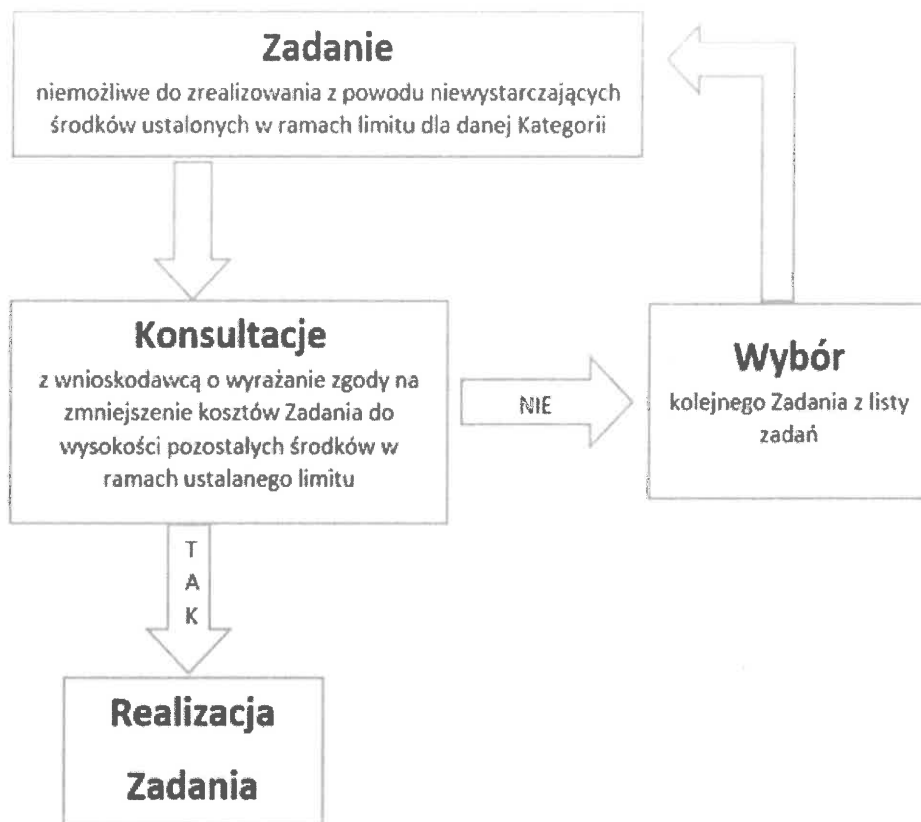 Zadanie
niemożliwe do zrealizowania z powodu niewystarczających
środków ustalonych w ramach limitu dla danej Kategorii
Konsultacje
z wnioskodawcą o wyrażanie zgody na
zmniejszenie kosztów Zadania do
wysokości pozostałych środków w
ramach ustalanego limitu
NIE
Wybór
kolejnego Zadania z listy
zadań
T
A
K
Realizacja
Zadania